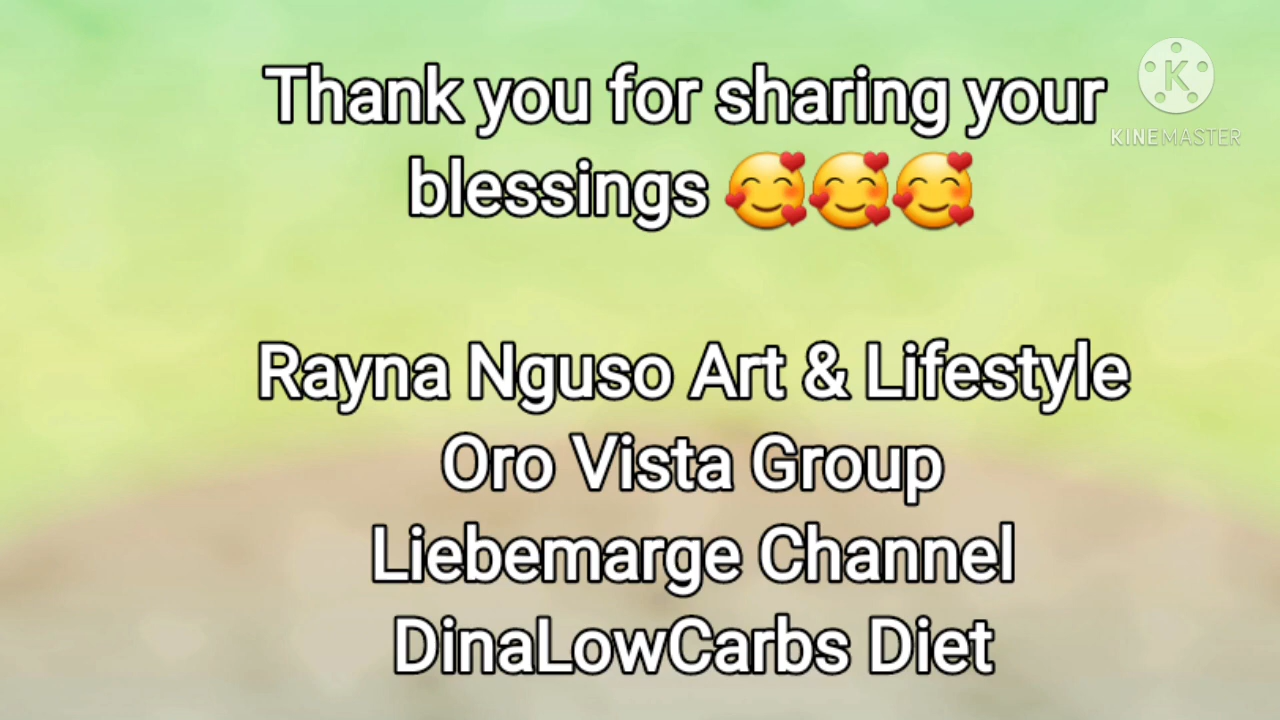 Thank you for sharing your
blessings 🥰🥰🥰
K
KINEMASTER
Rayna Nguso Art & Lifestyle
Oro Vista Group
Liebemarge Channel
DinaLowCarbs Diet